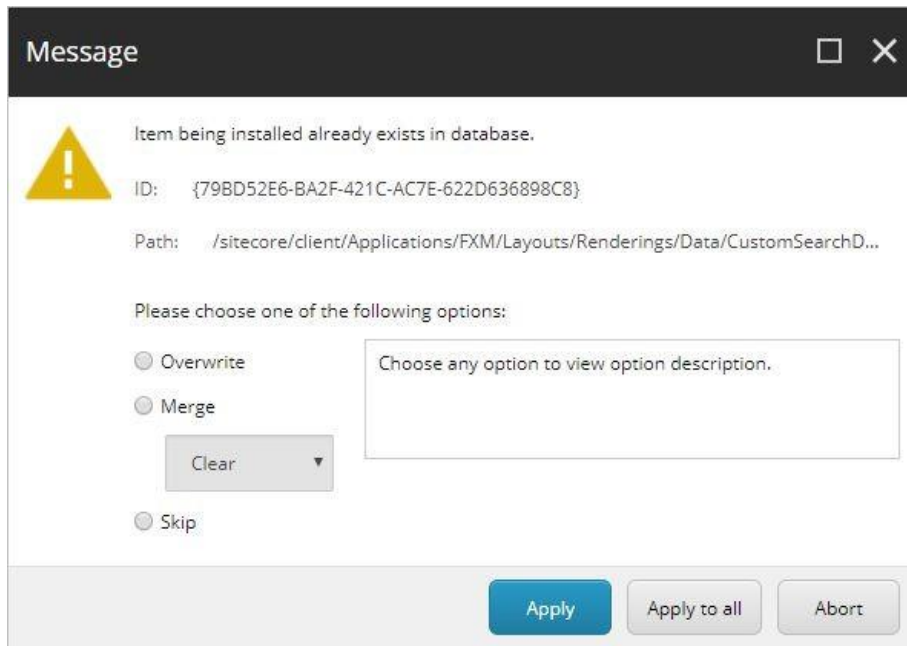 Message
Item being installed already exists in database.
ID: {79BD52E6-BA2F-421C-AC7E-622D636898C8}
Path: /sitecore/client/Applications/FXM/Layouts/Renderings/Data/CustomSearchD...
Please choose one of the following options:
Overwrite
Choose any option to view option description.
Merge
Clear
Skip
Apply
Apply to all
Abort